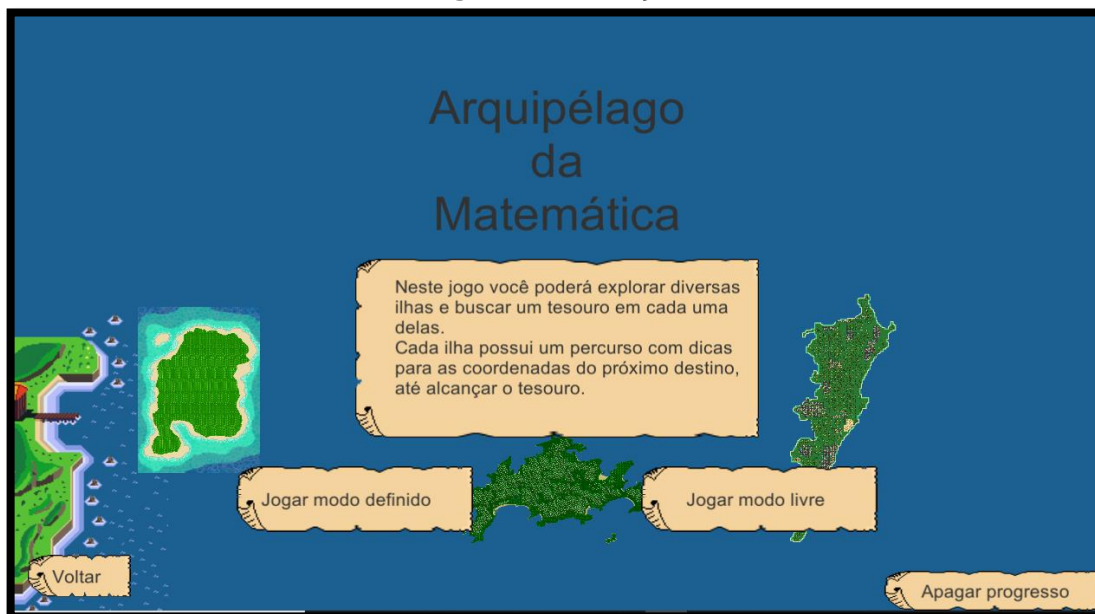 Arquipélago
da
Matemática
Neste jogo você poderá explorar diversas
ilhas e buscar um tesouro em cada uma
delas.
Cada ilha possui um percurso com dicas
para as coordenadas do próximo destino,
até alcançar o tesouro.
Jogar modo definido
Jogar modo livre
Voltar
Apagar progresso